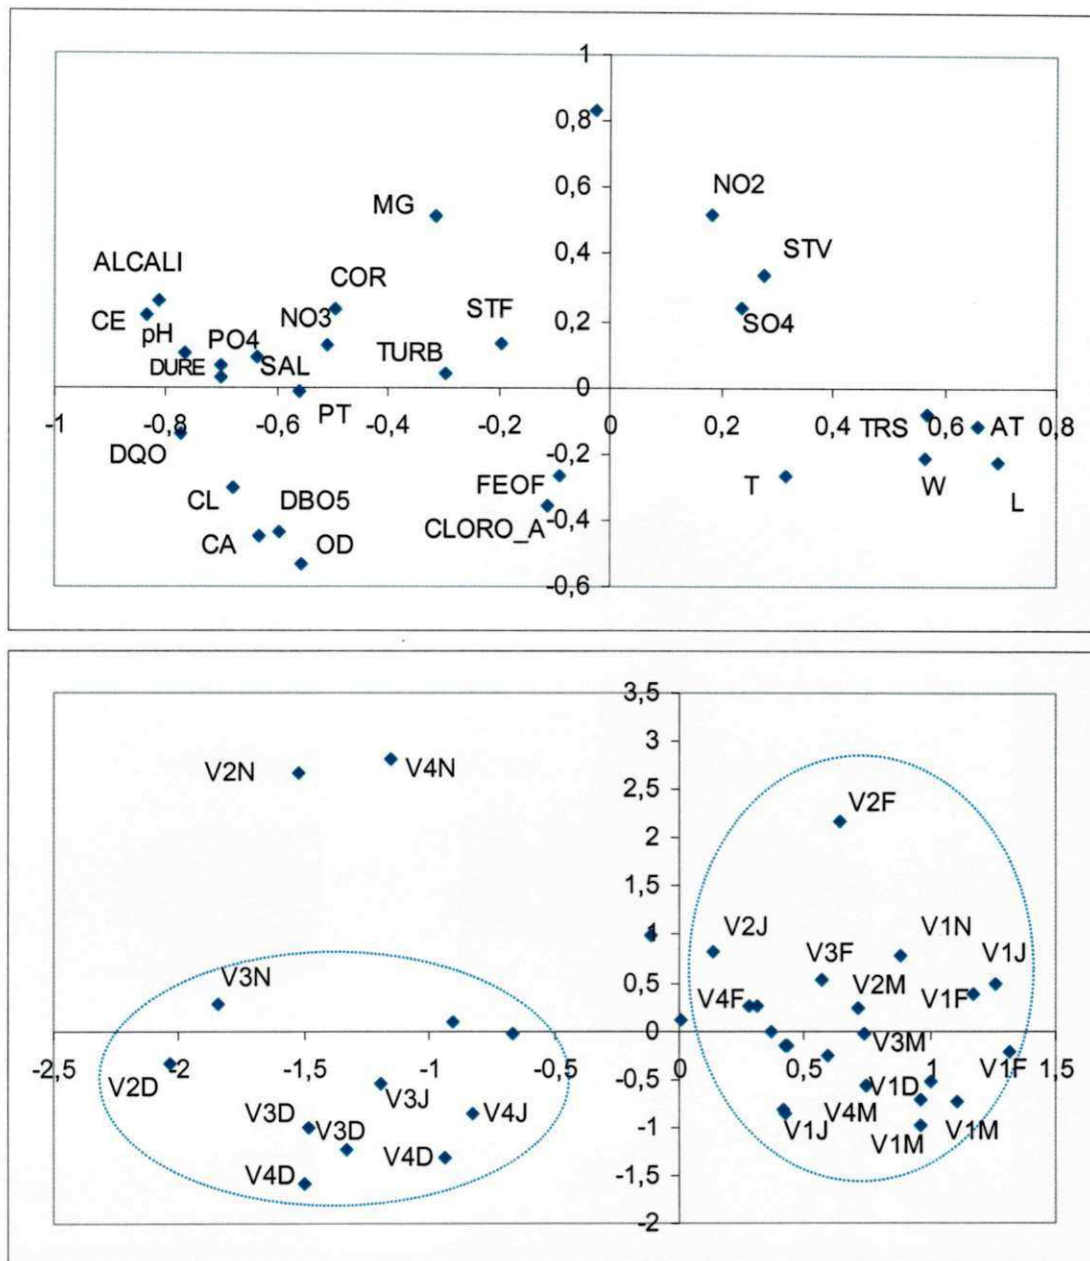 1
0,8
NO2
0,6
MG
STV
ALCALI
COR
0,4
CE
NO3
STF
SO4
pH PO4
0,2
DURE SAL TURB
0
-1 -0,8 -0,6 -0,4 -0,2 0,2 0,4 0,6 0,8
PT TRS AT
DQO
-0,2
CL DBO5 FEOF T W L
-0,4
CA OD CLORO_A
-0,6
3,5
3
V2N V4N
2,5
V2F
2
1,5
V2J V1N
1
V3F V1J
V3N
V2M
0,5
V4F V1F
0
-2,5 -2 -1,5 -1 -0,5 0 0,5 1 1,5
V3M
V2D V3J V1F
-0,5
V3D V3D V4J V4M V1D
-1
V1J V1M V1M
V4D V4D
-1,5
-2